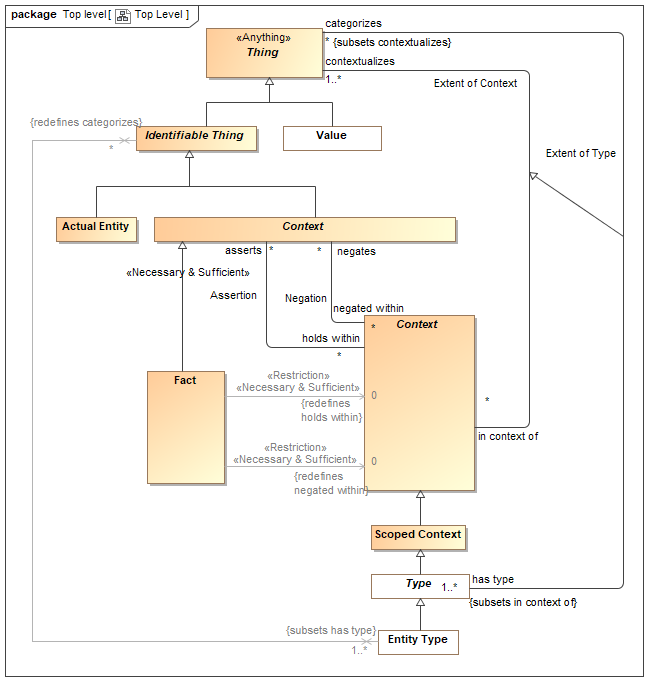 package Top level[ Top Level ]
categorizes
«Anything»
Thing
* {subsets contextualizes}
contextualizes
1..*
Extent of Context
{redefines categorizes}
*
Identifiable Thing
Value
Extent of Type
Actual Entity
Context
asserts
*
*
negates
«Necessary & Sufficient»
Assertion
Negation
negated within
*
Context
holds within
*
Fact
«Restriction»
«Necessary & Sufficient»
{redefines
holds within}
0
*
in context of
«Restriction»
«Necessary & Sufficient»
{redefines
negated within}
0
Scoped Context
Type
1..*
has type
{subsets in context of}
{subsets has type}
1..*
Entity Type